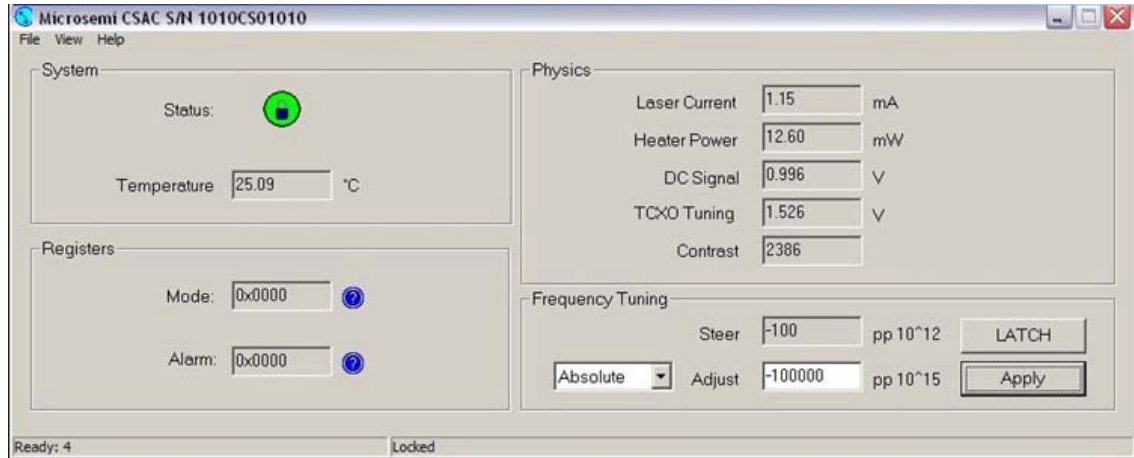 Microsemi CSAC S/N 1010CS01010
File View Help
System
Status:
Temperature 25.09 °C
Registers
Mode: 0x0000 ?
Alarm: 0x0000 ?
Physics
Laser Current 1.15 mA
Heater Power 12.60 mW
DC Signal 0.996 V
TCXO Tuning 1.526 V
Contrast 2386
Frequency Tuning
Steer -100 pp 10^12 LATCH
Absolute Adjust -100000 pp 10^15 Apply
Ready: 4 Locked